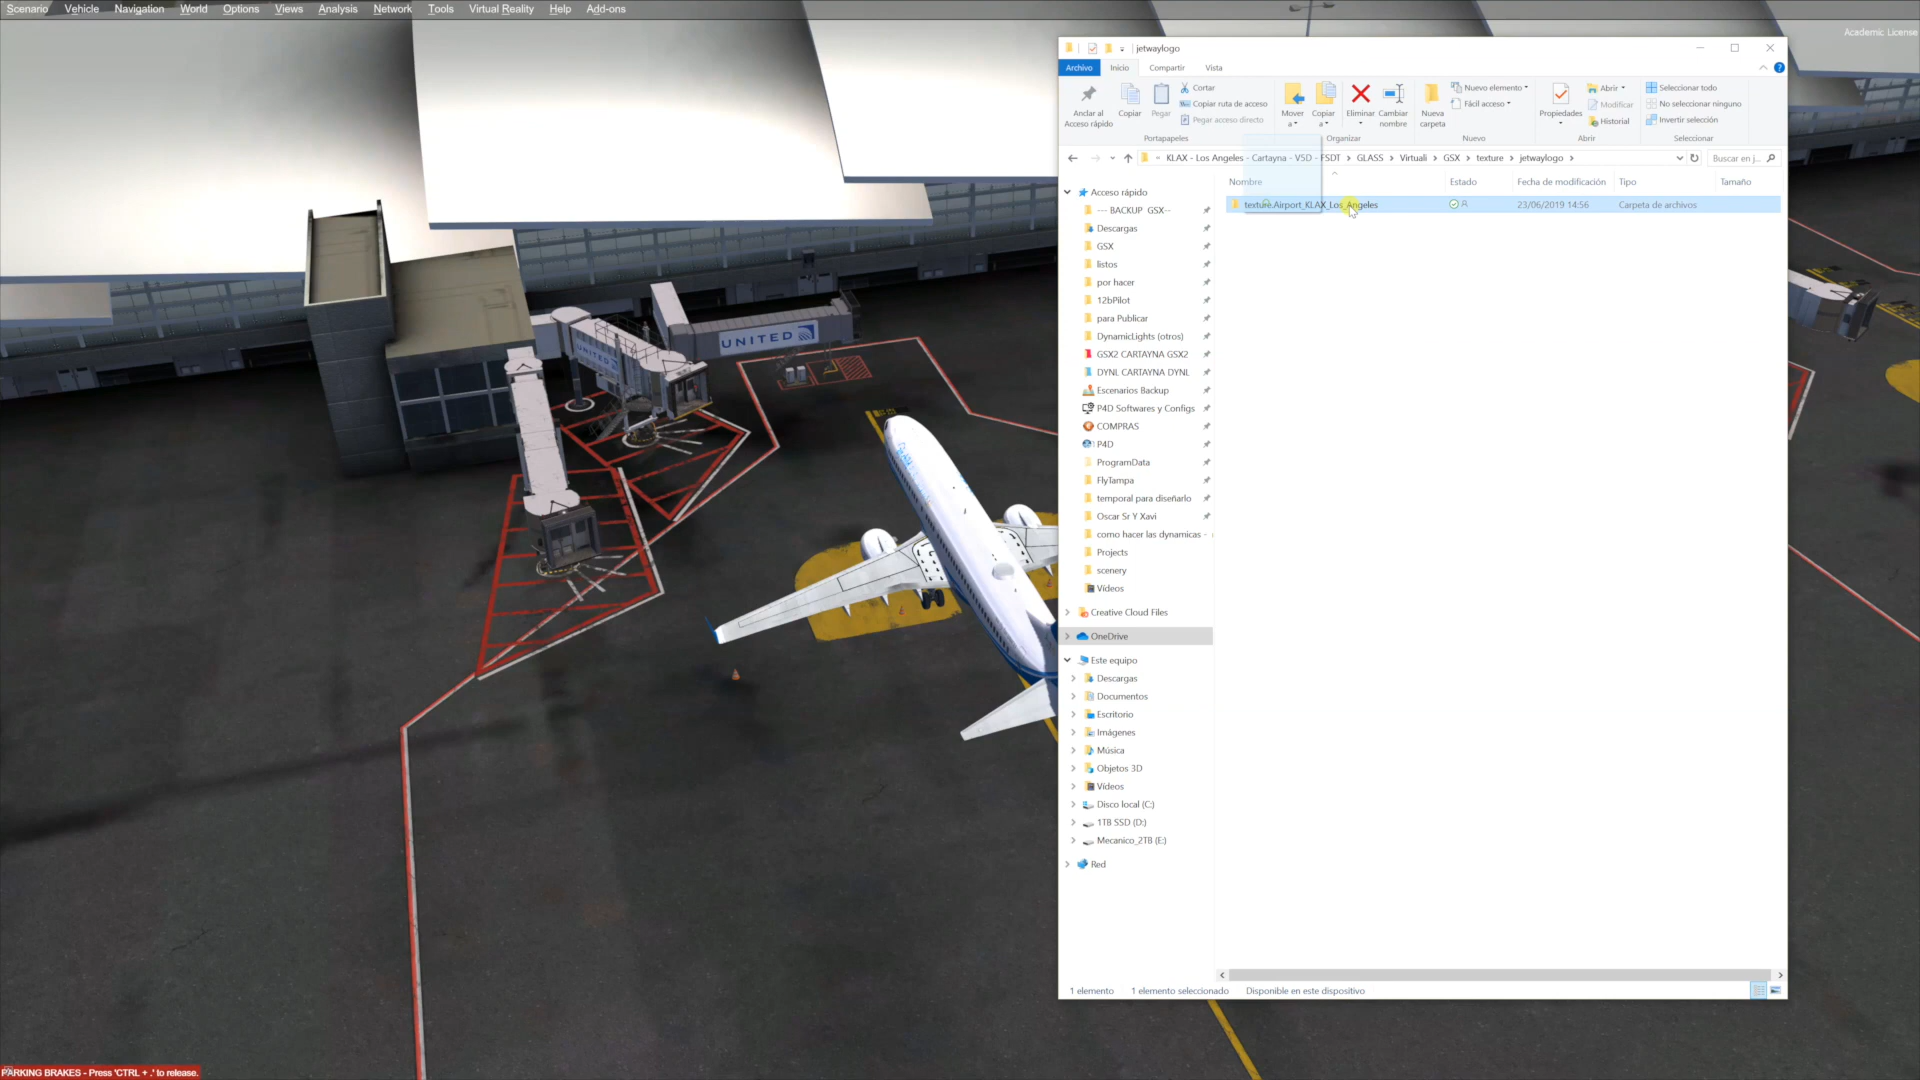 Scenario Vehicle Navigation World Options Views Analysis Network Tools Virtual Reality Help Add-ons
Academic License
UNITED
UNITED
PARKING BRAKES - Press 'CTRL + .' to release.
jetwaylogo
Archivo Inicio Compartir Vista
Anclar al Acceso rápido
Copiar
Pegar
Cortar
Copiar ruta de acceso
Pegar acceso directo
Portapapeles
Mover a
Copiar a
Eliminar
Cambiar nombre
Organizar
Nueva carpeta
Nuevo elemento
Fácil acceso
Nuevo
Propiedades
Abrir
Modificar
Historial
Abrir
Seleccionar todo
No seleccionar ninguno
Invertir selección
Seleccionar
« KLAX - Los Angeles - Cartayna - V5D - FSDT > GLASS > Virtuali > GSX > texture > jetwaylogo >
Buscar en j...
Nombre Estado Fecha de modificación Tipo Tamaño
texture.Airport_KLAX_Los_Angeles 23/06/2019 14:56 Carpeta de archivos
Acceso rápido
--- BACKUP GSX--
Descargas
GSX
listos
por hacer
12bPilot
para Publicar
DynamicLights (otros)
GSX2 CARTAYNA GSX2
DYNL CARTAYNA DYNL
Escenarios Backup
P4D Softwares y Configs
COMPRAS
P4D
ProgramData
FlyTampa
temporal para diseñarlo
Oscar Sr Y Xavi
como hacer las dynamicas -
Projects
scenery
Vídeos
Creative Cloud Files
OneDrive
Este equipo
Descargas
Documentos
Escritorio
Imágenes
Música
Objetos 3D
Vídeos
Disco local (C:)
1TB SSD (D:)
Mecanico_2TB (E:)
Red
1 elemento 1 elemento seleccionado Disponible en este dispositivo